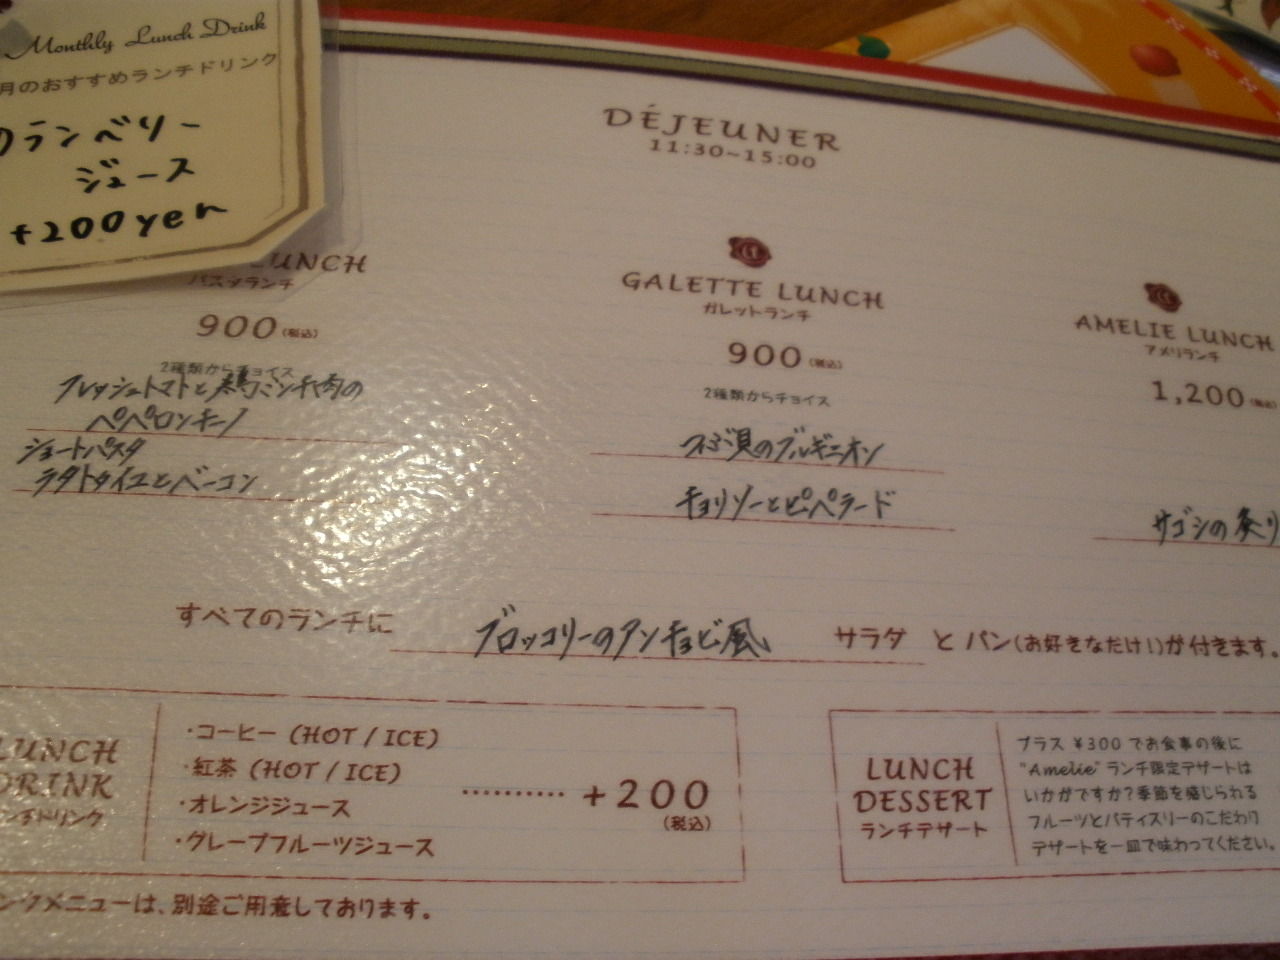 Monthly Lunch Drink
月のおすすめランチドリンク
クランベリー
ジュース
+200yen
DÉJEUNER
11:30~15:00
LUNCH
パスタランチ
900(税込)
2種類からチョイス
フレッシュトマトと鶏ミンチ肉の
ペペロンチーノ
ショートパスタ
ラタトゥイユとベーコン
GALETTE LUNCH
ガレットランチ
900(税込)
2種類からチョイス
つぶ貝のブルギニオン
チョリソーとピペラード
AMELIE LUNCH
アメリランチ
1,200(税込)
サゴシの炙り
すべてのランチに ブロッコリーのアンチョビ風 サラダ と パン(お好きなだけ!)が付きます。
LUNCH
DRINK
ランチドリンク
・コーヒー (HOT / ICE)
・紅茶 (HOT / ICE)
・オレンジジュース
・グレープフルーツジュース
·········· +200
(税込)
LUNCH
DESSERT
ランチデザート
プラス ¥300 でお食事の後に
"Amelie" ランチ限定デザートは
いかがですか?季節を感じられる
フルーツとパティスリーのこだわり
デザートを一皿で味わってください。
ンクメニューは、別途ご用意しております。